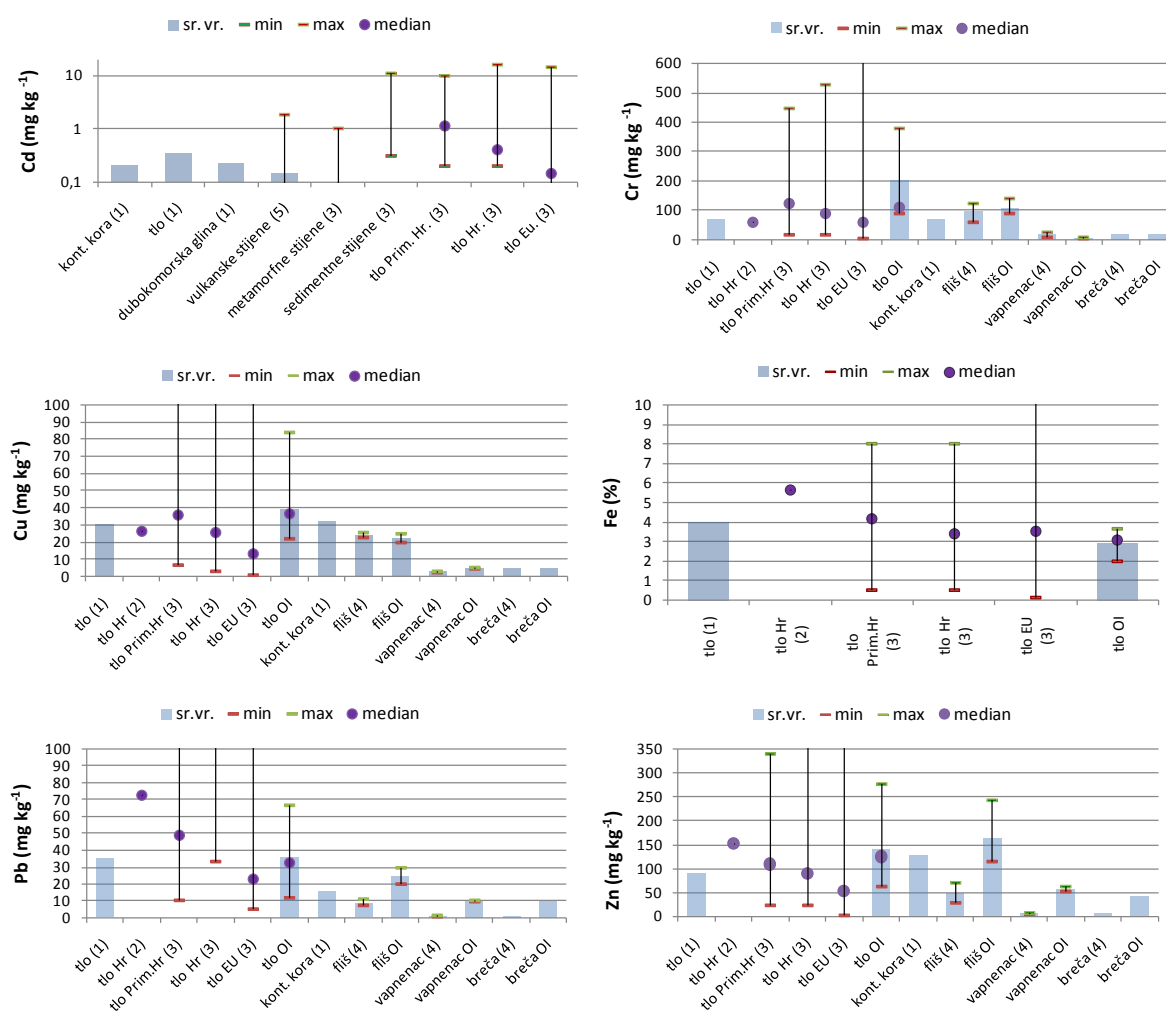 sr.vr. min max median
Cd (mg kg -1)
10
1
0,1
kont. kora (1)
tlo (1)
dubokomorska glina (1)
vulkanske stijene (5)
metamorfne stijene (3)
sedimentne stijene (3)
tlo Prim. Hr. (3)
tlo Hr. (3)
tlo Eu. (3)
sr.vr. min max median
Cr (mg kg -1)
600
500
400
300
200
100
0
tlo (1)
tlo Hr (2)
tlo Prim.Hr (3)
tlo Hr (3)
tlo EU (3)
tlo OI
kont. kora (1)
fliš (4)
fliš OI
vapnenac (4)
vapnenac OI
breča (4)
breča OI
sr.vr. min max median
Cu (mg kg-1)
100
90
80
70
60
50
40
30
20
10
0
tlo (1)
tlo Hr (2)
tlo Prim.Hr (3)
tlo Hr (3)
tlo EU (3)
tlo OI
kont. kora (1)
fliš (4)
fliš OI
vapnenac (4)
vapnenac OI
breča (4)
breča OI
sr.vr. min max median
Fe (%)
10
9
8
7
6
5
4
3
2
1
0
tlo (1)
tlo Hr
(2)
tlo
Prim.Hr
(3)
tlo Hr
(3)
tlo EU
(3)
tlo OI
sr.vr. min max median
Pb (mg kg-1)
100
90
80
70
60
50
40
30
20
10
0
tlo (1)
tlo Hr (2)
tlo Prim.Hr (3)
tlo Hr (3)
tlo EU (3)
tlo OI
kont. kora (1)
fliš (4)
fliš OI
vapnenac (4)
vapnenac OI
breča (4)
breča OI
sr.vr. min max median
Zn (mg kg -1)
350
300
250
200
150
100
50
0
tlo (1)
tlo Hr (2)
tlo Prim.Hr (3)
tlo Hr (3)
tlo EU (3)
tlo OI
kont. kora (1)
fliš (4)
fliš OI
vapnenac (4)
vapnenac OI
breča (4)
breča OI